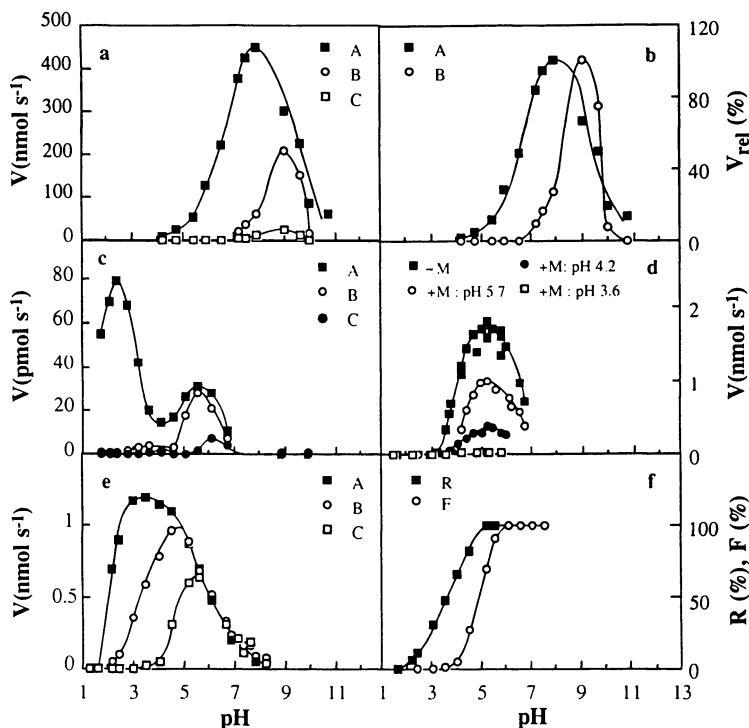 a
A
B
C
500
400
300
200
100
0
V(nmol s⁻¹)
b
A
B
120
80
40
0
V_rel (%)
c
A
B
C
80
60
40
20
0
V(pmol s⁻¹)
d
−M
+M : pH 4.2
+M : pH 5 7
+M : pH 3.6
2
1
0
V(nmol s⁻¹)
e
A
B
C
1
0.5
0
V(nmol s⁻¹)
1 3 5 7 9 11
pH
f
R
F
100
50
0
R (%), F (%)
3 5 7 9 11 13
pH